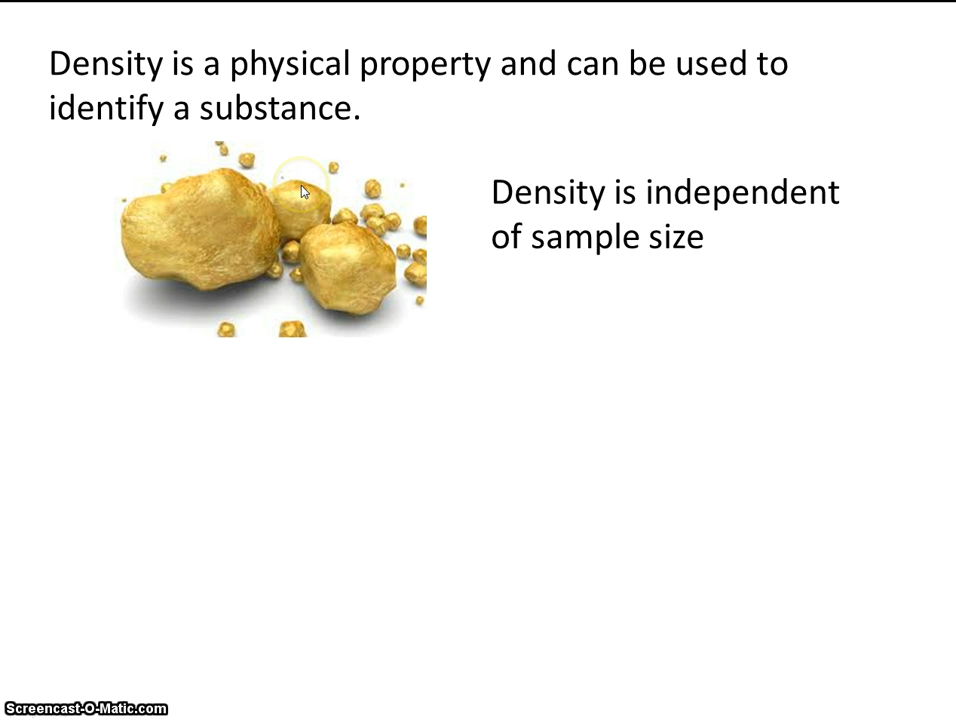 Density is a physical property and can be used to
identify a substance.
Density is independent
of sample size
Screencast-O-Matic.com